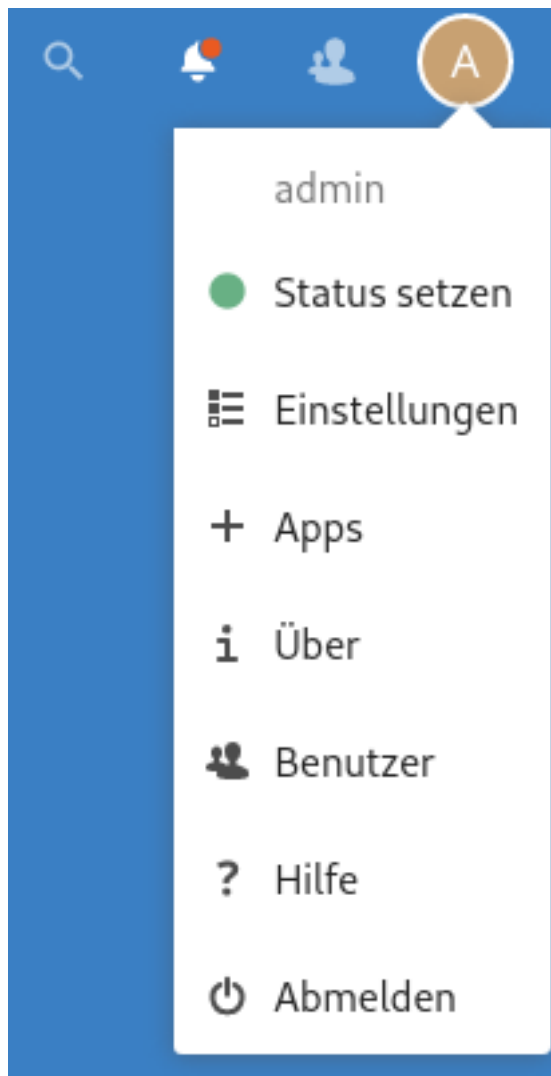 A
admin
Status setzen
Einstellungen
Apps
Über
Benutzer
Hilfe
Abmelden